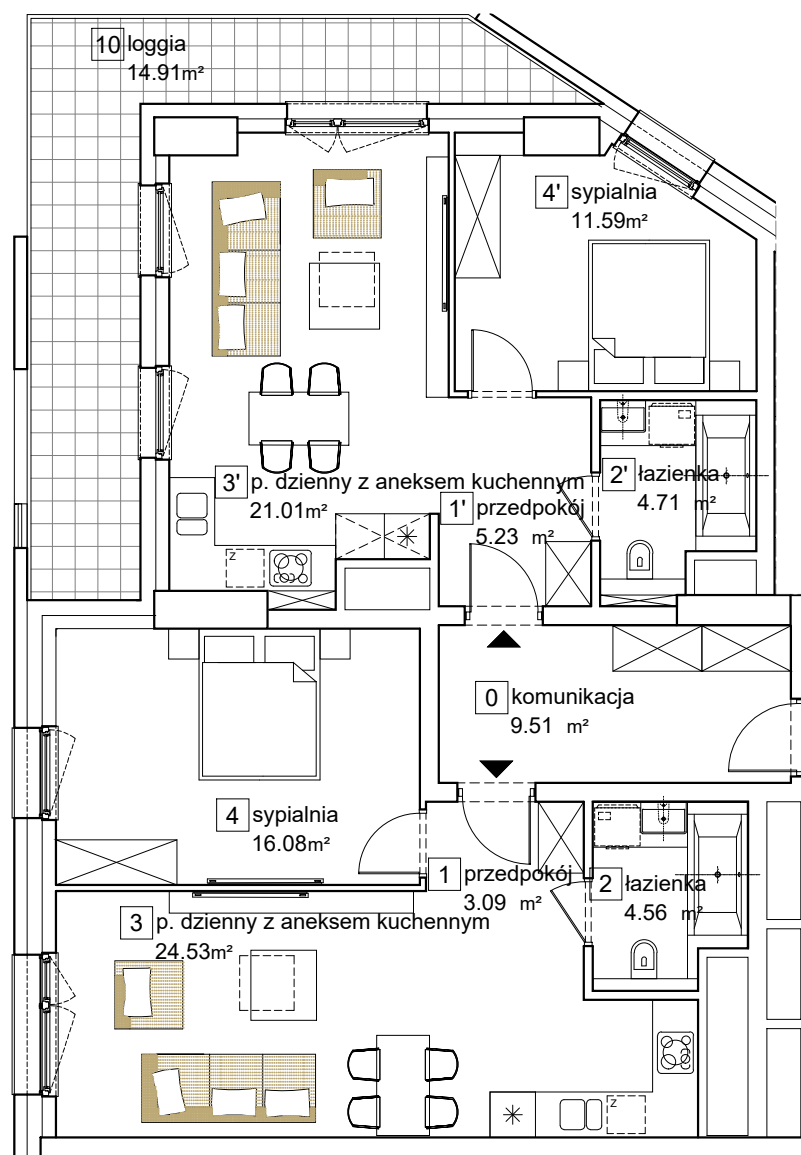 10 loggia
14.91m²
4' sypialnia
11.59m²
3' p. dzienny z aneksem kuchennym
21.01m²
2' łazienka
4.71 m²
1' przedpokój
5.23 m²
z
0 komunikacja
9.51 m²
4 sypialnia
16.08m²
1 przedpokój
3.09 m²
2 łazienka
4.56 m²
3 p. dzienny z aneksem kuchennym
24.53m²
z